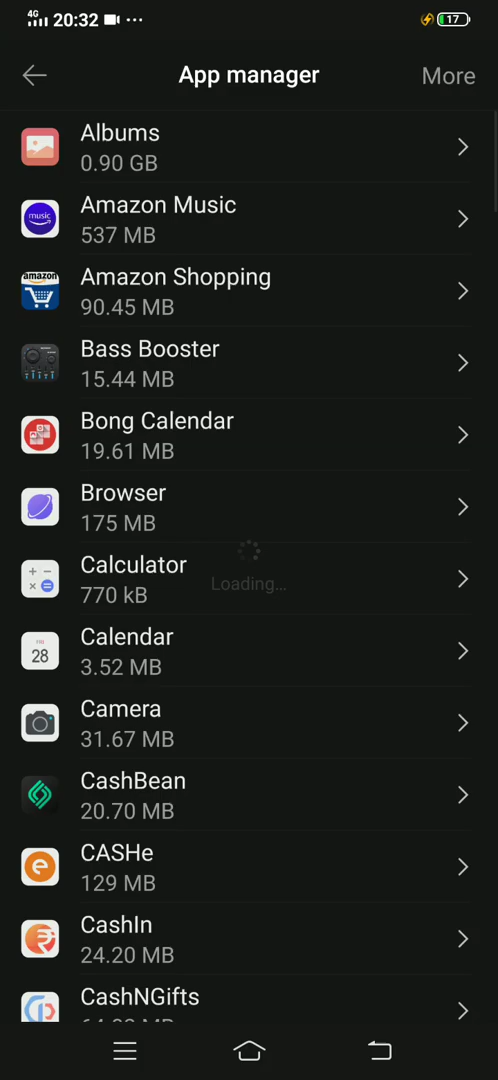 4G 20:32 ... 17
App manager More
Albums
0.90 GB
music
Amazon Music
537 MB
amazon
Amazon Shopping
90.45 MB
Bass Booster
15.44 MB
Bong Calendar
19.61 MB
Browser
175 MB
Calculator
Loading...
770 kB
FRI
28
Calendar
3.52 MB
Camera
31.67 MB
CashBean
20.70 MB
CASHe
129 MB
CashIn
24.20 MB
CashNGifts